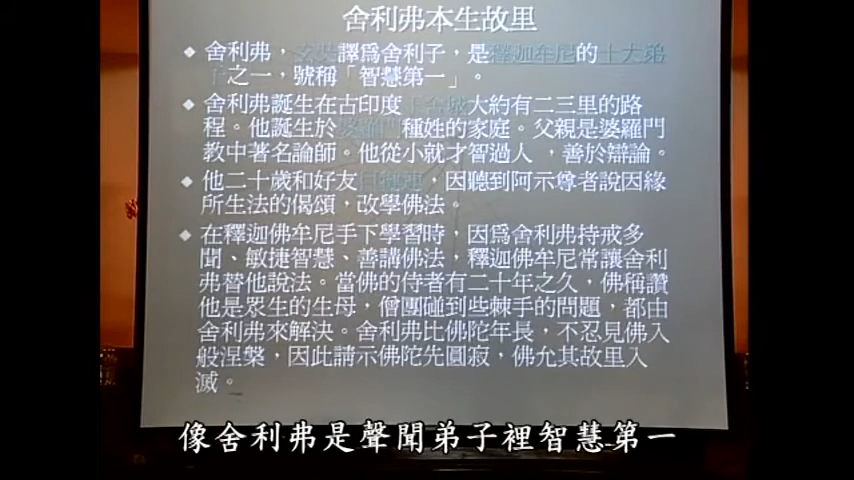 舍利弗本生故里
◆ 舍利弗，玄奘譯爲舍利子，是釋迦牟尼的十大弟
子之一，號稱「智慧第一」。
◆ 舍利弗誕生在古印度王舍城大約有二三里的路
程。他誕生於婆羅門種姓的家庭。父親是婆羅門
教中著名論師。他從小就才智過人，善於辯論。
◆ 他二十歲和好友目犍連，因聽到阿示尊者說因緣
所生法的偈頌，改學佛法。
◆ 在釋迦佛牟尼手下學習時，因爲舍利弗持戒多
聞、敏捷智慧、善講佛法，釋迦佛牟尼常讓舍利
弗替他說法。當佛的侍者有二十年之久，佛稱讚
他是眾生的生母，僧團碰到些棘手的問題，都由
舍利弗來解決。舍利弗比佛陀年長，不忍見佛入
般涅槃，因此請示佛陀先圓寂，佛允其故里入
滅。
像舍利弗是聲聞弟子裡智慧第一